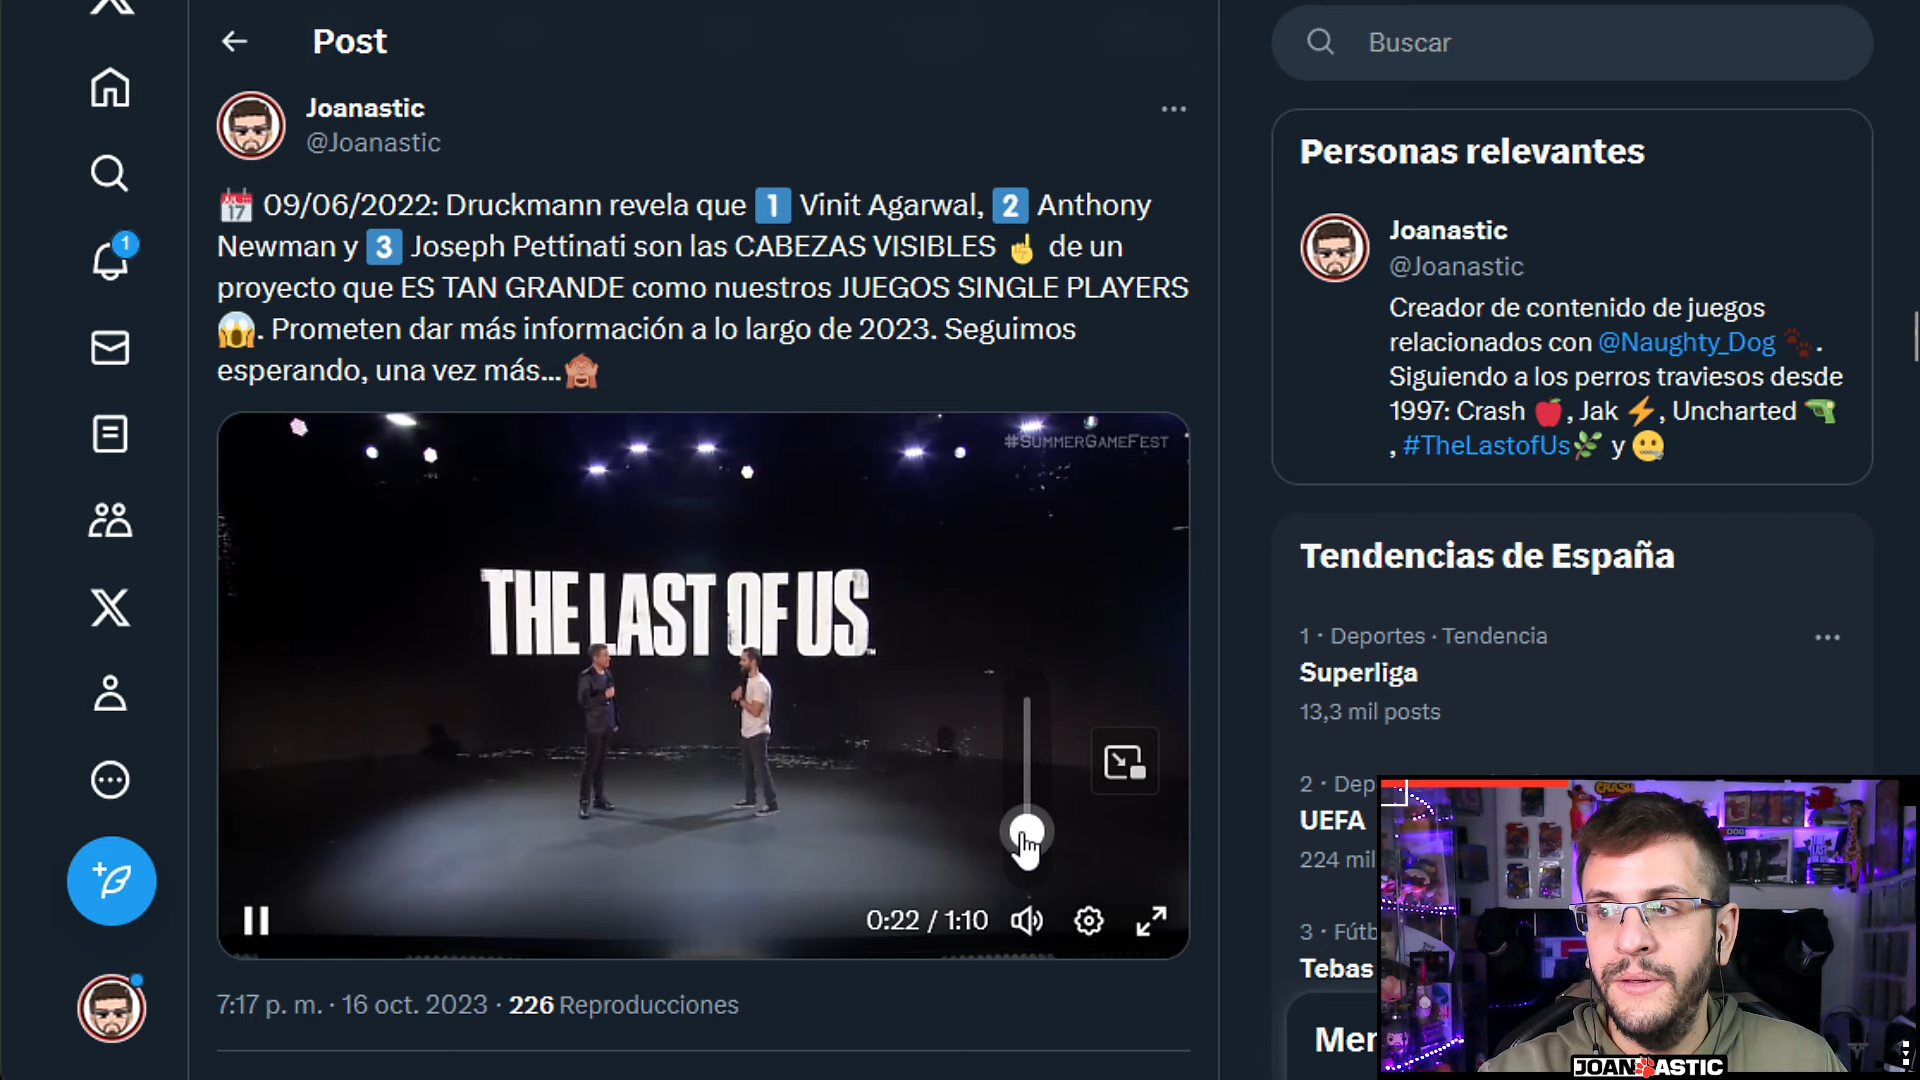 Post
Buscar
Joanastic
@Joanastic
09/06/2022: Druckmann revela que 1 Vinit Agarwal, 2 Anthony
Newman y 3 Joseph Pettinati son las CABEZAS VISIBLES ☝ de un
proyecto que ES TAN GRANDE como nuestros JUEGOS SINGLE PLAYERS
😱. Prometen dar más información a lo largo de 2023. Seguimos
esperando, una vez más...🙈
#SUMMERGAMEFEST
THE LAST OF US
0:22 / 1:10
7:17 p. m. · 16 oct. 2023 · 226 Reproducciones
Personas relevantes
Joanastic
@Joanastic
Creador de contenido de juegos
relacionados con @Naughty_Dog 🐾.
Siguiendo a los perros traviesos desde
1997: Crash 🍎, Jak ⚡, Uncharted 🔫
, #TheLastofUs🌿 y 🤐
Tendencias de España
1 · Deportes · Tendencia
Superliga
13,3 mil posts
2 · Dep
UEFA
224 mil
3 · Fútb
Tebas
Mer
CRASH
JOANASTIC